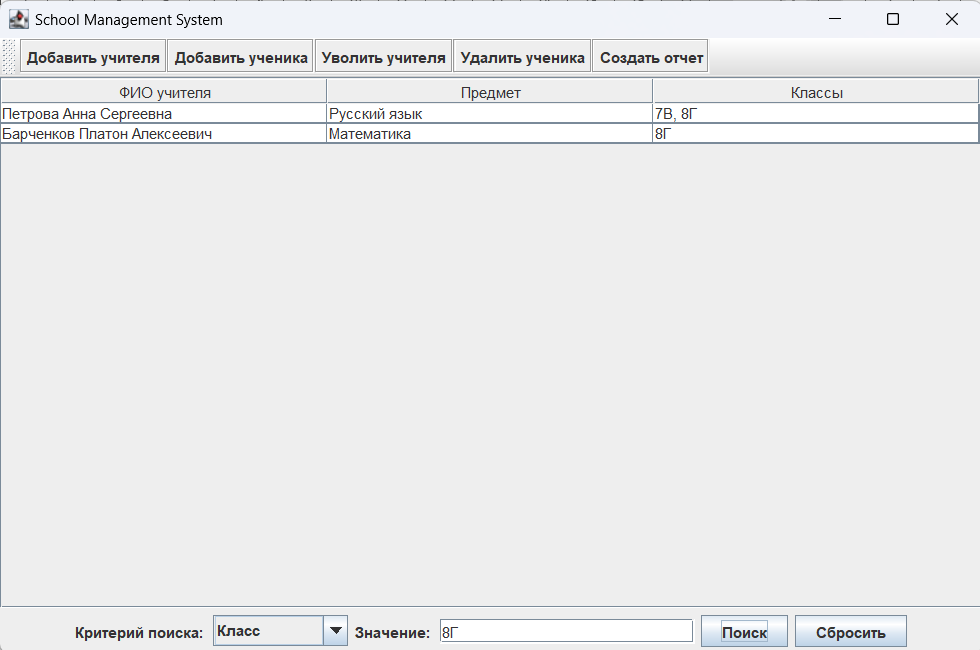 School Management System
Добавить учителя Добавить ученика Уволить учителя Удалить ученика Создать отчет
ФИО учителя Предмет Классы
Петрова Анна Сергеевна Русский язык 7В, 8Г
Барченков Платон Алексеевич Математика 8Г
Критерий поиска: Класс Значение: 8Г Поиск Сбросить